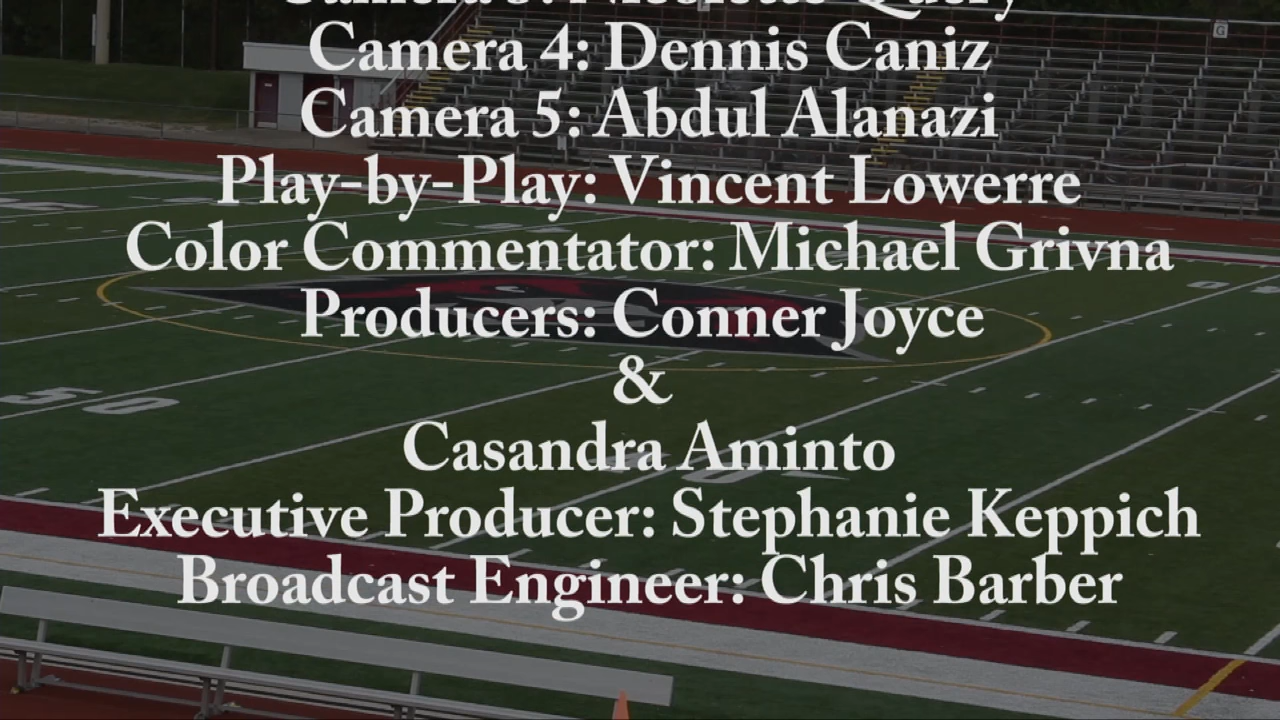 Camera 4: Dennis Caniz
Camera 5: Abdul Alanazi
Play-by-Play: Vincent Lowerre
Color Commentator: Michael Grivna
Producers: Conner Joyce
&
Casandra Aminto
Executive Producer: Stephanie Keppich
Broadcast Engineer: Chris Barber
50
G